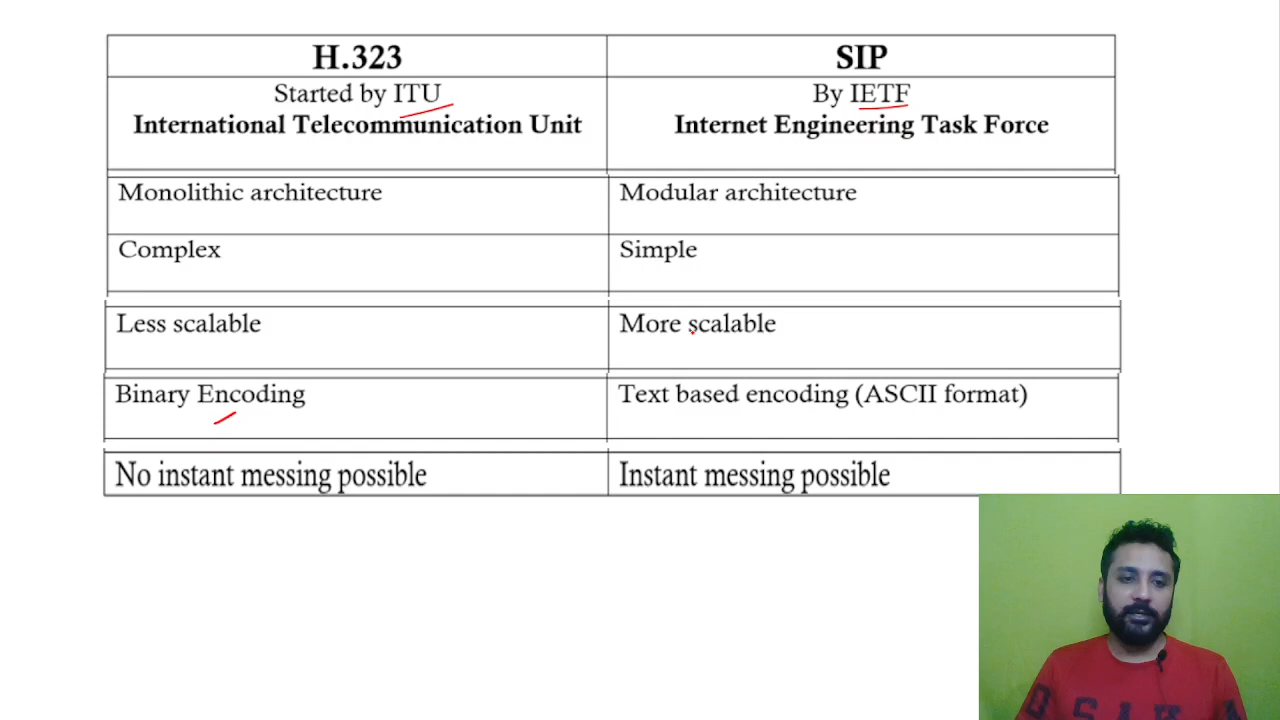 H.323
SIP
Started by ITU
International Telecommunication Unit
By IETF
Internet Engineering Task Force
Monolithic architecture
Modular architecture
Complex
Simple
Less scalable
More scalable
Binary Encoding
Text based encoding (ASCII format)
No instant messing possible
Instant messing possible